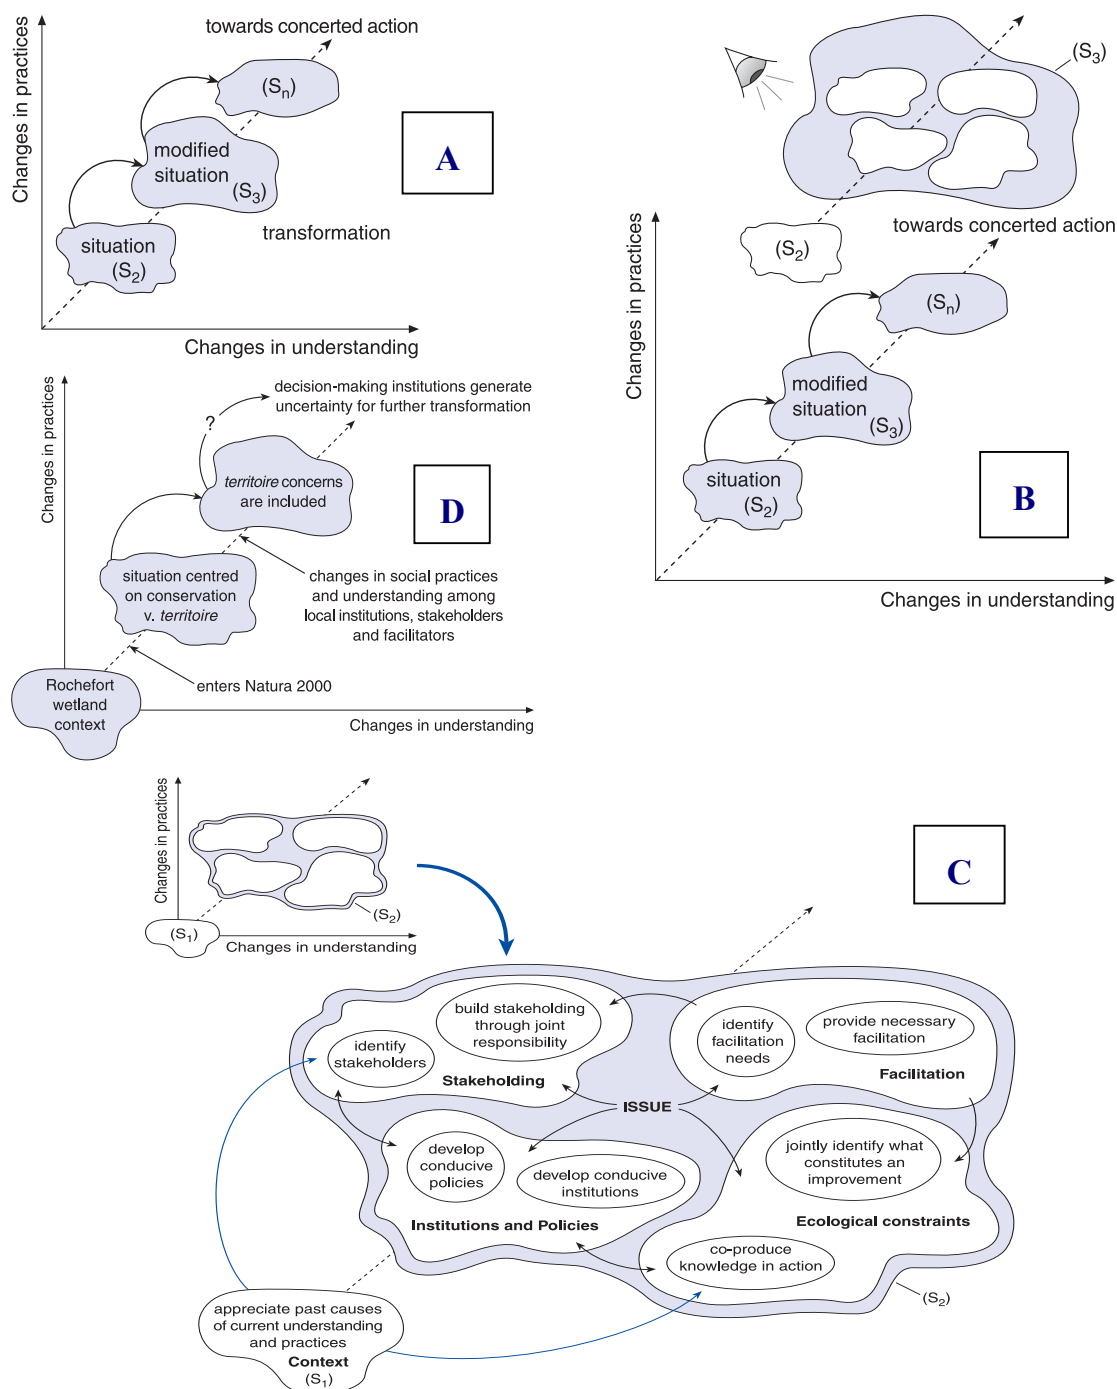 towards concerted action
Changes in practices
(Sn)
A
modified
situation
(S3)
transformation
situation
(S2)
Changes in understanding
(S3)
(S2)
towards concerted action
Changes in practices
(Sn)
modified
situation
(S3)
situation
(S2)
B
Changes in understanding
decision-making institutions generate
uncertainty for further transformation
?
Changes in practices
territoire concerns
are included
D
situation centred
on conservation
v. territoire
changes in social practices
and understanding among
local institutions, stakeholders
and facilitators
enters Natura 2000
Rochefort
wetland
context
Changes in understanding
Changes in practices
(S2)
(S1)
Changes in understanding
C
build stakeholding
through joint
responsibility
identify
stakeholders
Stakeholding
identify
facilitation
needs
provide necessary
facilitation
Facilitation
ISSUE
develop
conducive
policies
develop conducive
institutions
Institutions and Policies
jointly identify what
constitutes an
improvement
Ecological constraints
co-produce
knowledge in action
(S2)
appreciate past causes
of current understanding
and practices
Context
(S1)